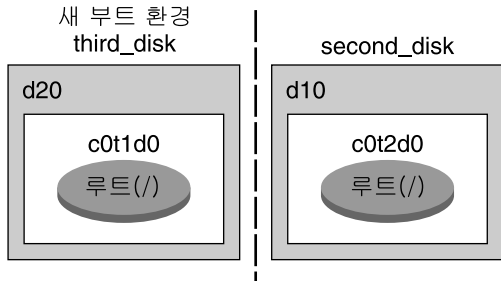 새 부트 환경
third_disk
d20
c0t1d0
루트(/)
second_disk
d10
c0t2d0
루트(/)